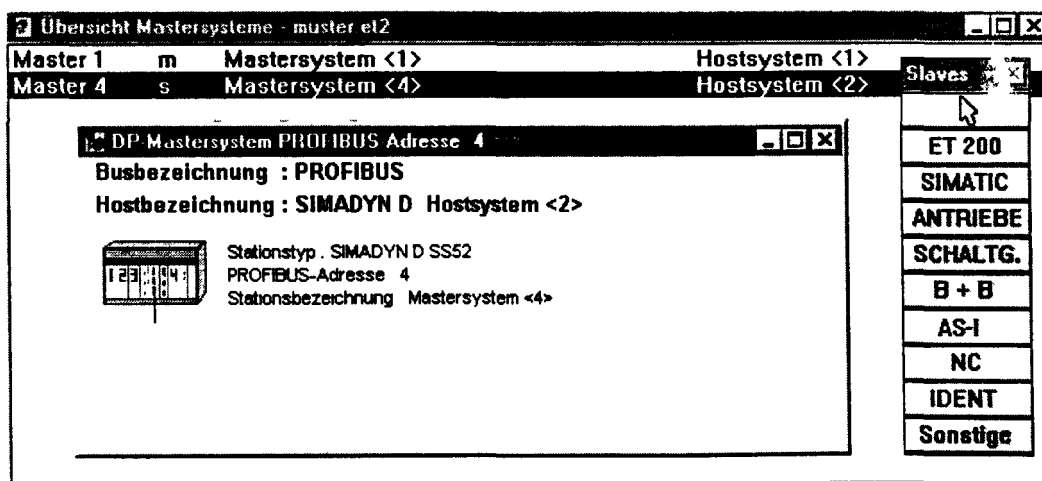 Übersicht Mastersysteme - muster.et2
Master 1 m Mastersystem <1> Hostsystem <1>
Master 4 s Mastersystem <4> Hostsystem <2>
Slaves
DP-Mastersystem PROFIBUS-Adresse 4
Busbezeichnung : PROFIBUS
Hostbezeichnung : SIMADYN D Hostsystem <2>
Stationstyp . SIMADYN D SS52
PROFIBUS-Adresse 4
Stationsbezeichnung Mastersystem <4>
ET 200
SIMATIC
ANTRIEBE
SCHALTG.
B + B
AS-I
NC
IDENT
Sonstige